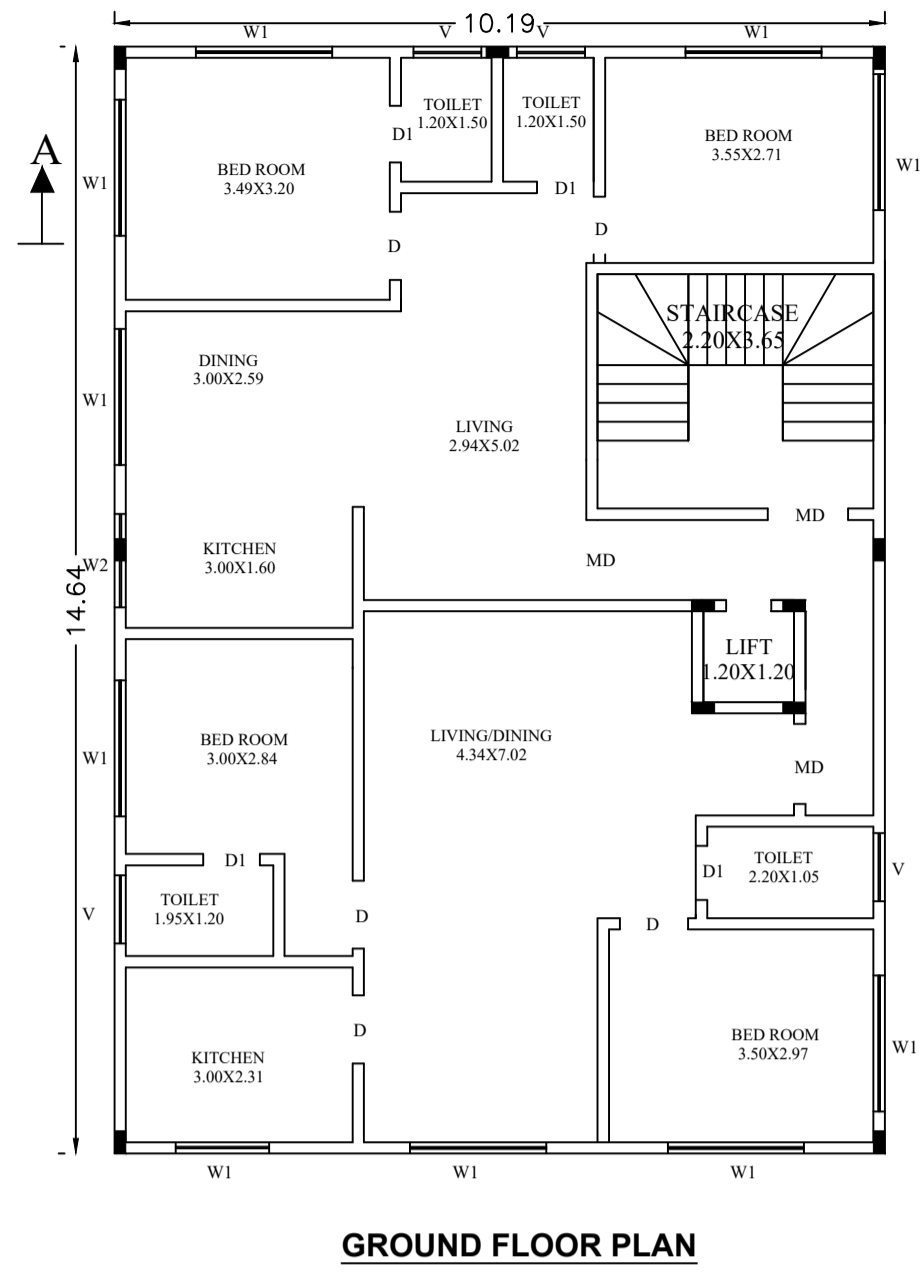 10.19
W1
V
V
W1
A
TOILET
1.20X1.50
TOILET
1.20X1.50
D1
BED ROOM
3.55X2.71
BED ROOM
3.49X3.20
W1
W1
D1
D
D
STAIRCASE
2.20X3.65
DINING
3.00X2.59
W1
LIVING
2.94X5.02
MD
KITCHEN
3.00X1.60
MD
W2
14.64
LIFT
1.20X1.20
BED ROOM
3.00X2.84
LIVING/DINING
4.34X7.02
W1
MD
D1
TOILET
2.20X1.05
D1
V
TOILET
1.95X1.20
V
D
D
BED ROOM
3.50X2.97
D
W1
KITCHEN
3.00X2.31
W1
W1
W1
GROUND FLOOR PLAN